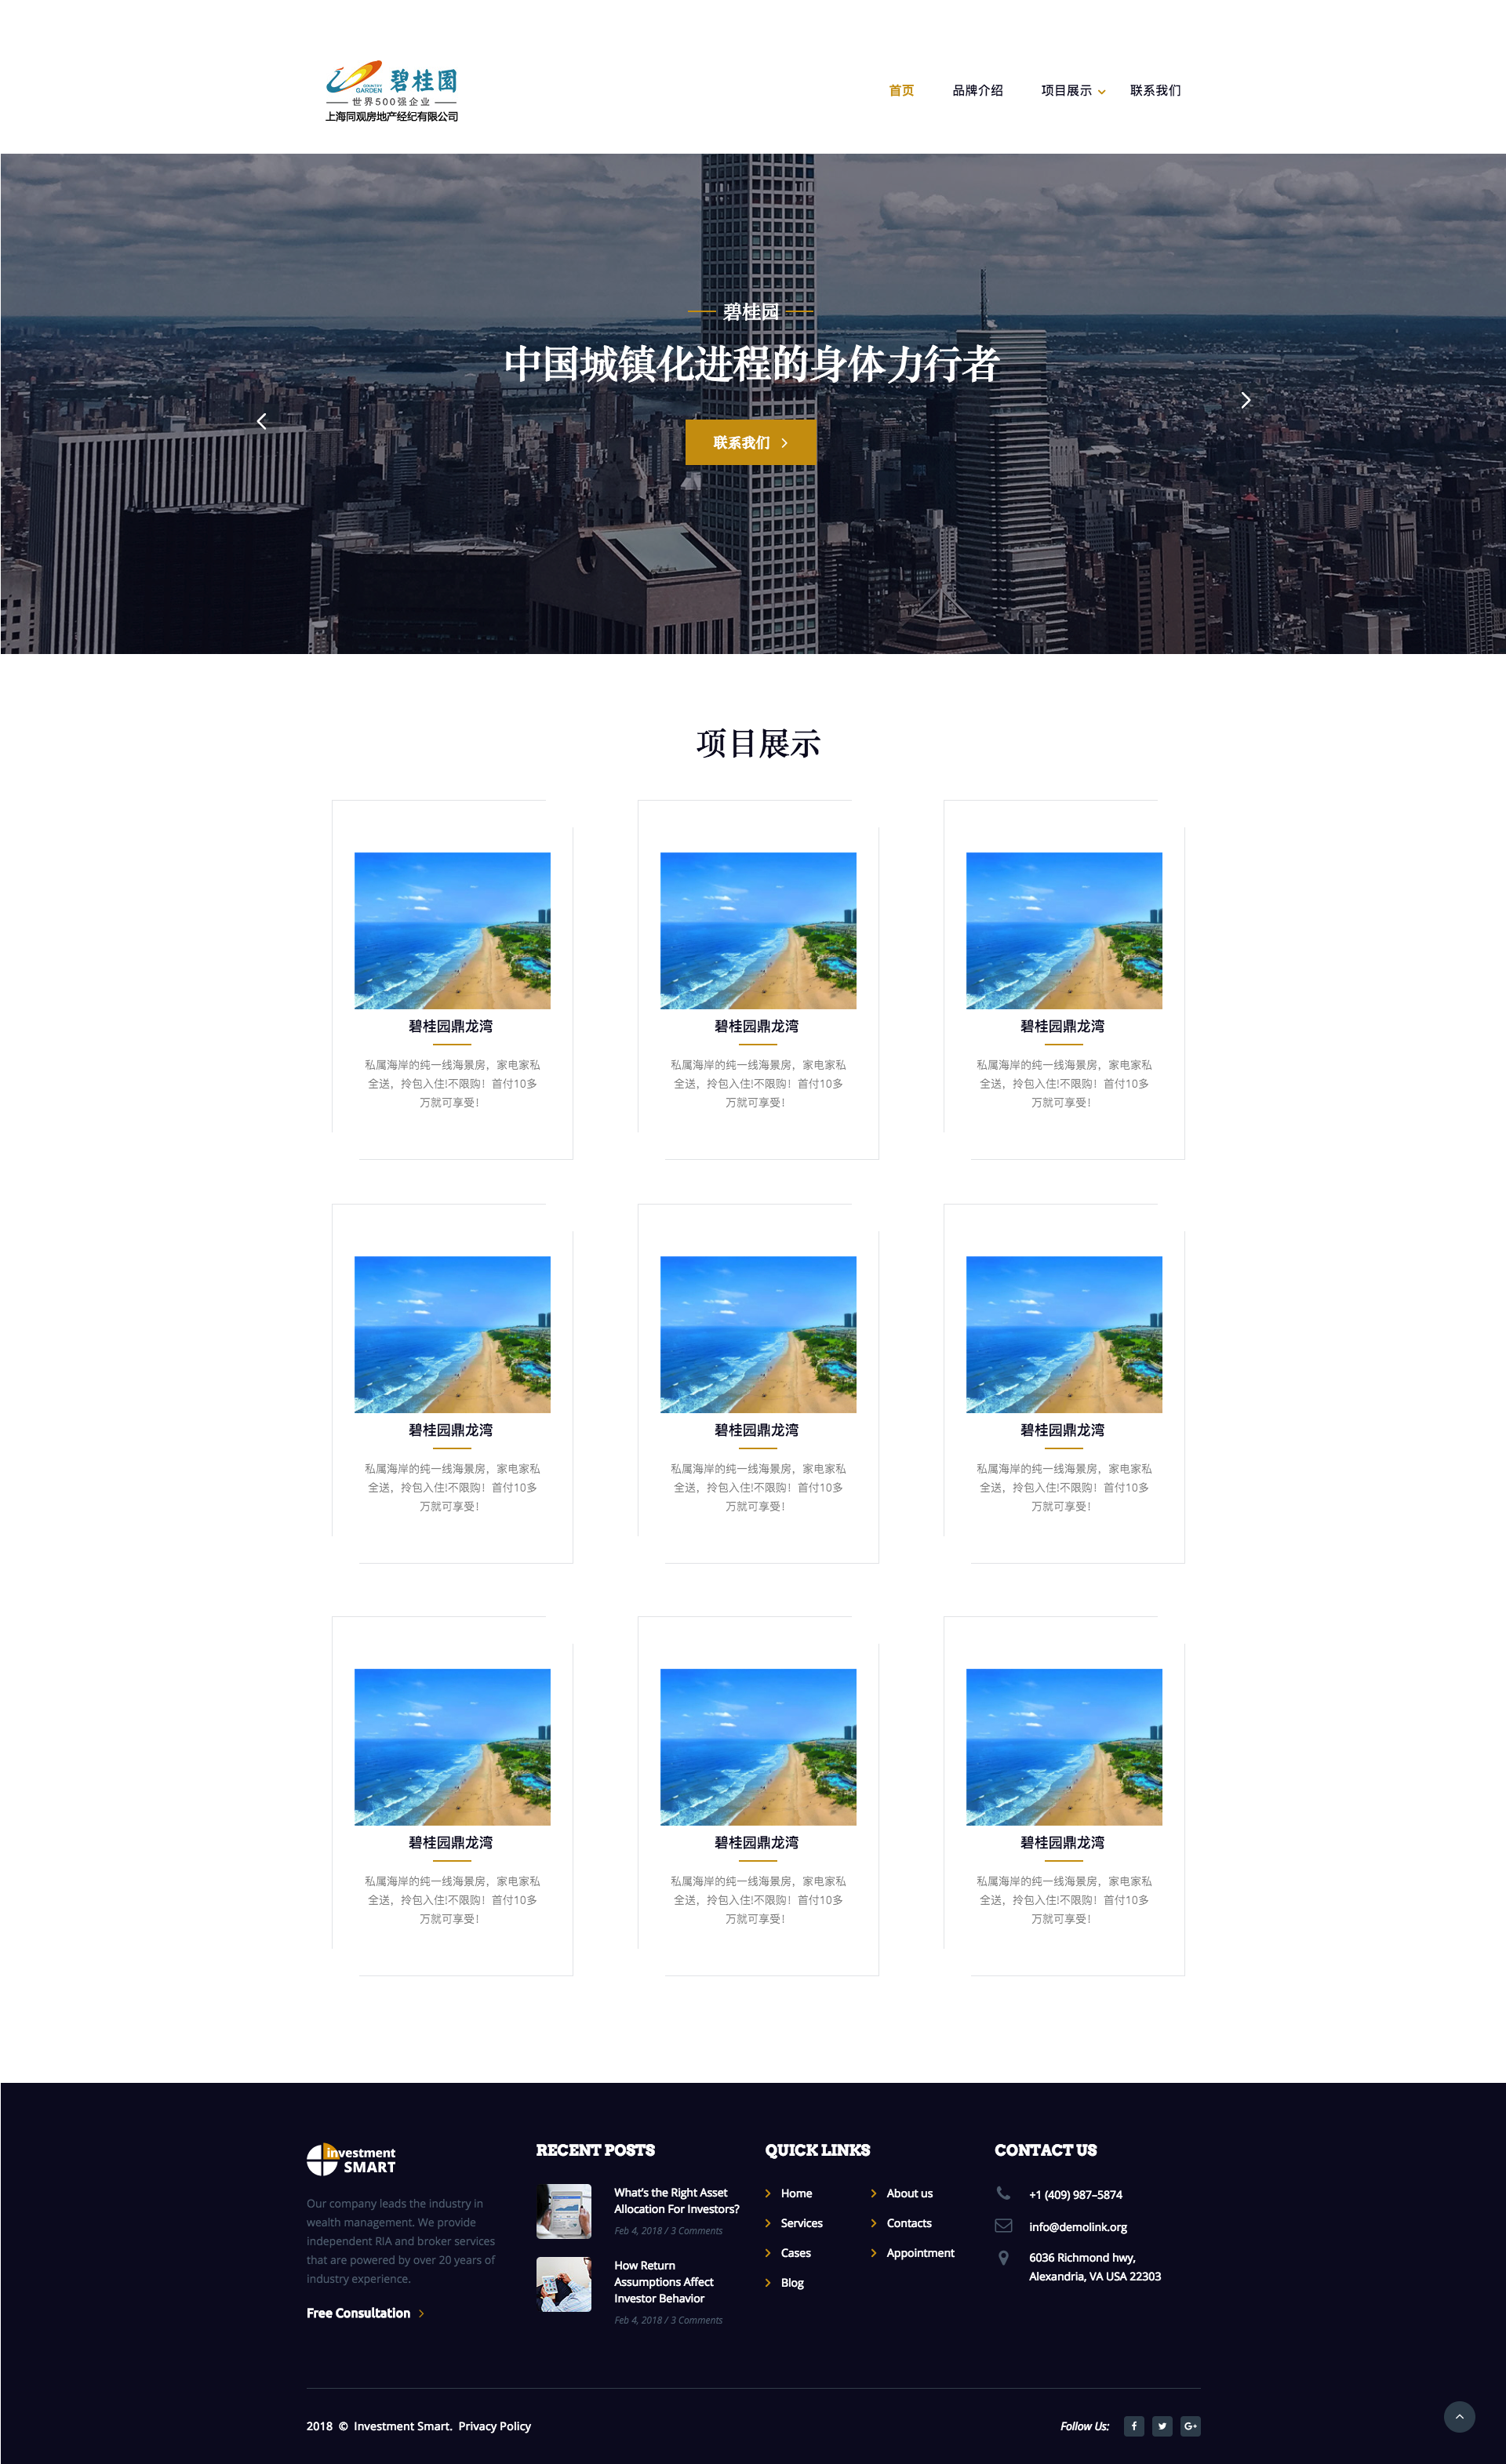 碧桂園
COUNTRY
GARDEN
世界500强企业
上海同观房地产经纪有限公司
首页 品牌介绍 项目展示 联系我们
碧桂园
中国城镇化进程的身体力行者
联系我们
项目展示
碧桂园鼎龙湾
私属海岸的纯一线海景房，家电家私
全送，拎包入住!不限购！首付10多
万就可享受！
碧桂园鼎龙湾
私属海岸的纯一线海景房，家电家私
全送，拎包入住!不限购！首付10多
万就可享受！
碧桂园鼎龙湾
私属海岸的纯一线海景房，家电家私
全送，拎包入住!不限购！首付10多
万就可享受！
碧桂园鼎龙湾
私属海岸的纯一线海景房，家电家私
全送，拎包入住!不限购！首付10多
万就可享受！
碧桂园鼎龙湾
私属海岸的纯一线海景房，家电家私
全送，拎包入住!不限购！首付10多
万就可享受！
碧桂园鼎龙湾
私属海岸的纯一线海景房，家电家私
全送，拎包入住!不限购！首付10多
万就可享受！
碧桂园鼎龙湾
私属海岸的纯一线海景房，家电家私
全送，拎包入住!不限购！首付10多
万就可享受！
碧桂园鼎龙湾
私属海岸的纯一线海景房，家电家私
全送，拎包入住!不限购！首付10多
万就可享受！
碧桂园鼎龙湾
私属海岸的纯一线海景房，家电家私
全送，拎包入住!不限购！首付10多
万就可享受！
investment
SMART
Our company leads the industry in
wealth management. We provide
independent RIA and broker services
that are powered by over 20 years of
industry experience.
Free Consultation
RECENT POSTS
What's the Right Asset
Allocation For Investors?
Feb 4, 2018 / 3 Comments
How Return
Assumptions Affect
Investor Behavior
Feb 4, 2018 / 3 Comments
QUICK LINKS
Home
Services
Cases
Blog
About us
Contacts
Appointment
CONTACT US
+1 (409) 987–5874
info@demolink.org
6036 Richmond hwy,
Alexandria, VA USA 22303
2018 © Investment Smart. Privacy Policy
Follow Us: